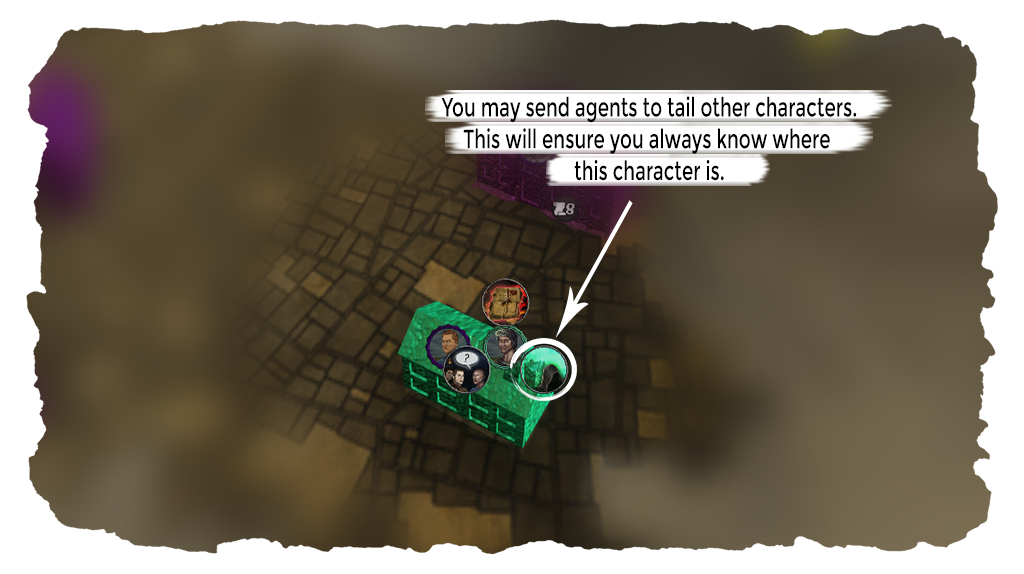 You may send agents to tail other characters.
This will ensure you always know where
this character is.
?